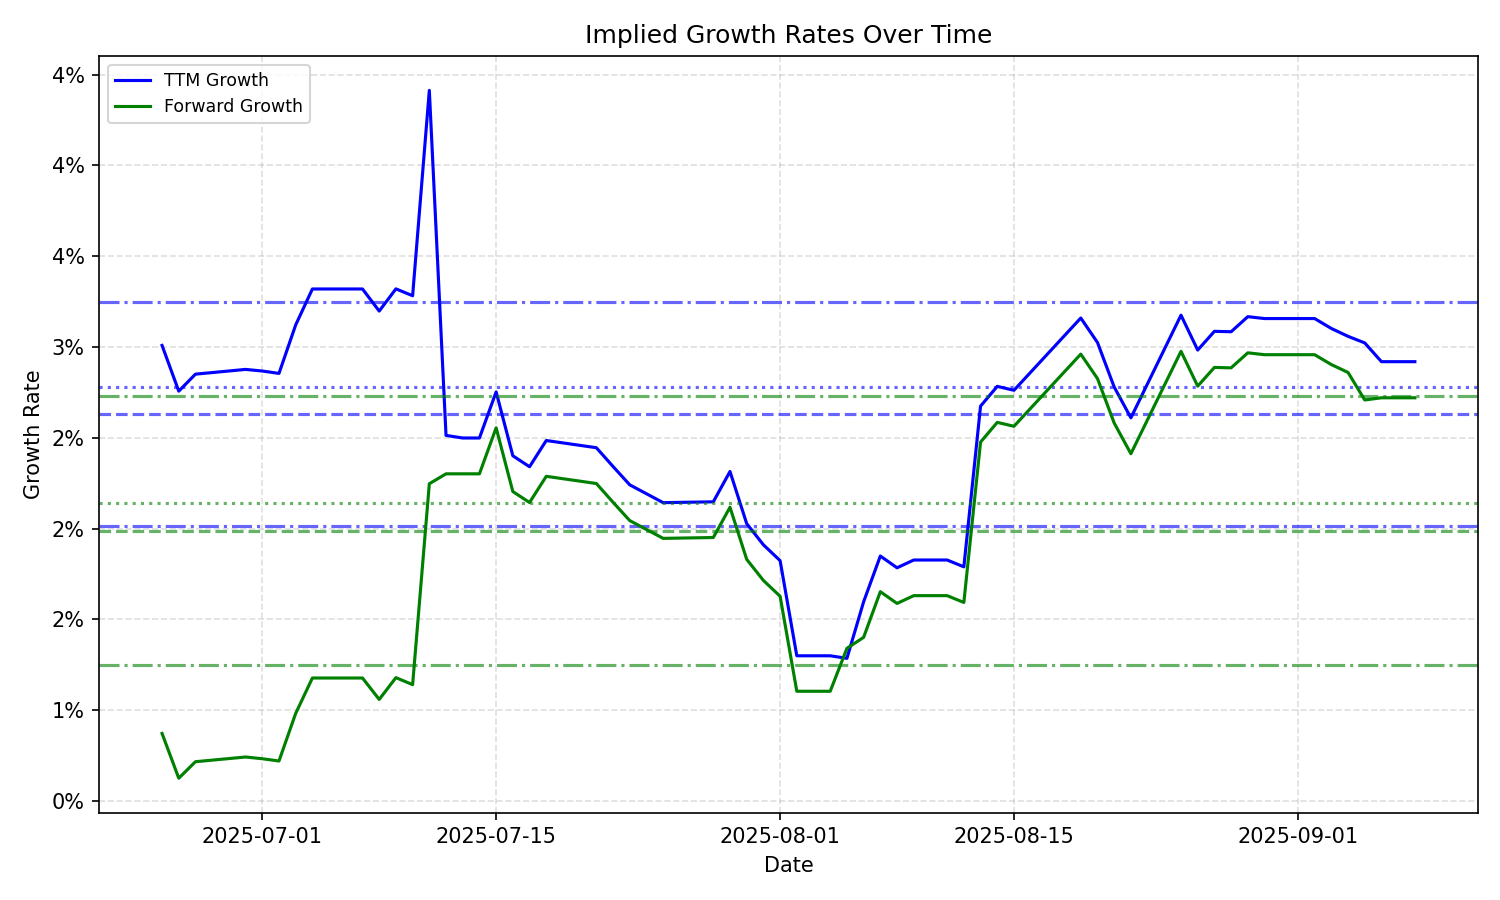 Implied Growth Rates Over Time
TTM Growth
Forward Growth
Growth Rate
4%
4%
4%
3%
2%
2%
2%
1%
0%
2025-07-01
2025-07-15
2025-08-01
2025-08-15
2025-09-01
Date